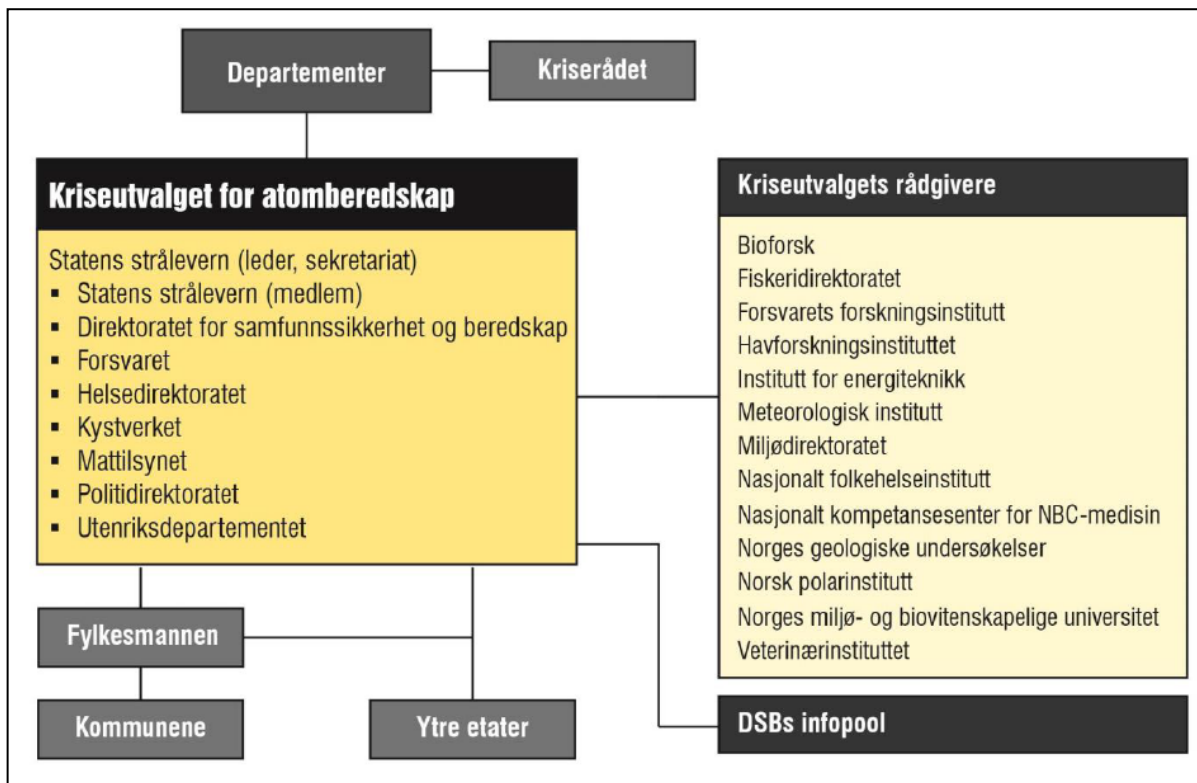 Departementer
Kriserådet
Kriseutvalget for atomberedskap
Statens strålevern (leder, sekretariat)
▪ Statens strålevern (medlem)
▪ Direktoratet for samfunnssikkerhet og beredskap
▪ Forsvaret
▪ Helsedirektoratet
▪ Kystverket
▪ Mattilsynet
▪ Politidirektoratet
▪ Utenriksdepartementet
Kriseutvalgets rådgivere
Bioforsk
Fiskeridirektoratet
Forsvarets forskningsinstitutt
Havforskningsinstituttet
Institutt for energiteknikk
Meteorologisk institutt
Miljødirektoratet
Nasjonalt folkehelseinstitutt
Nasjonalt kompetansesenter for NBC-medisin
Norges geologiske undersøkelser
Norsk polarinstitutt
Norges miljø- og biovitenskapelige universitet
Veterinærinstituttet
Fylkesmannen
Kommunene
Ytre etater
DSBs infopool